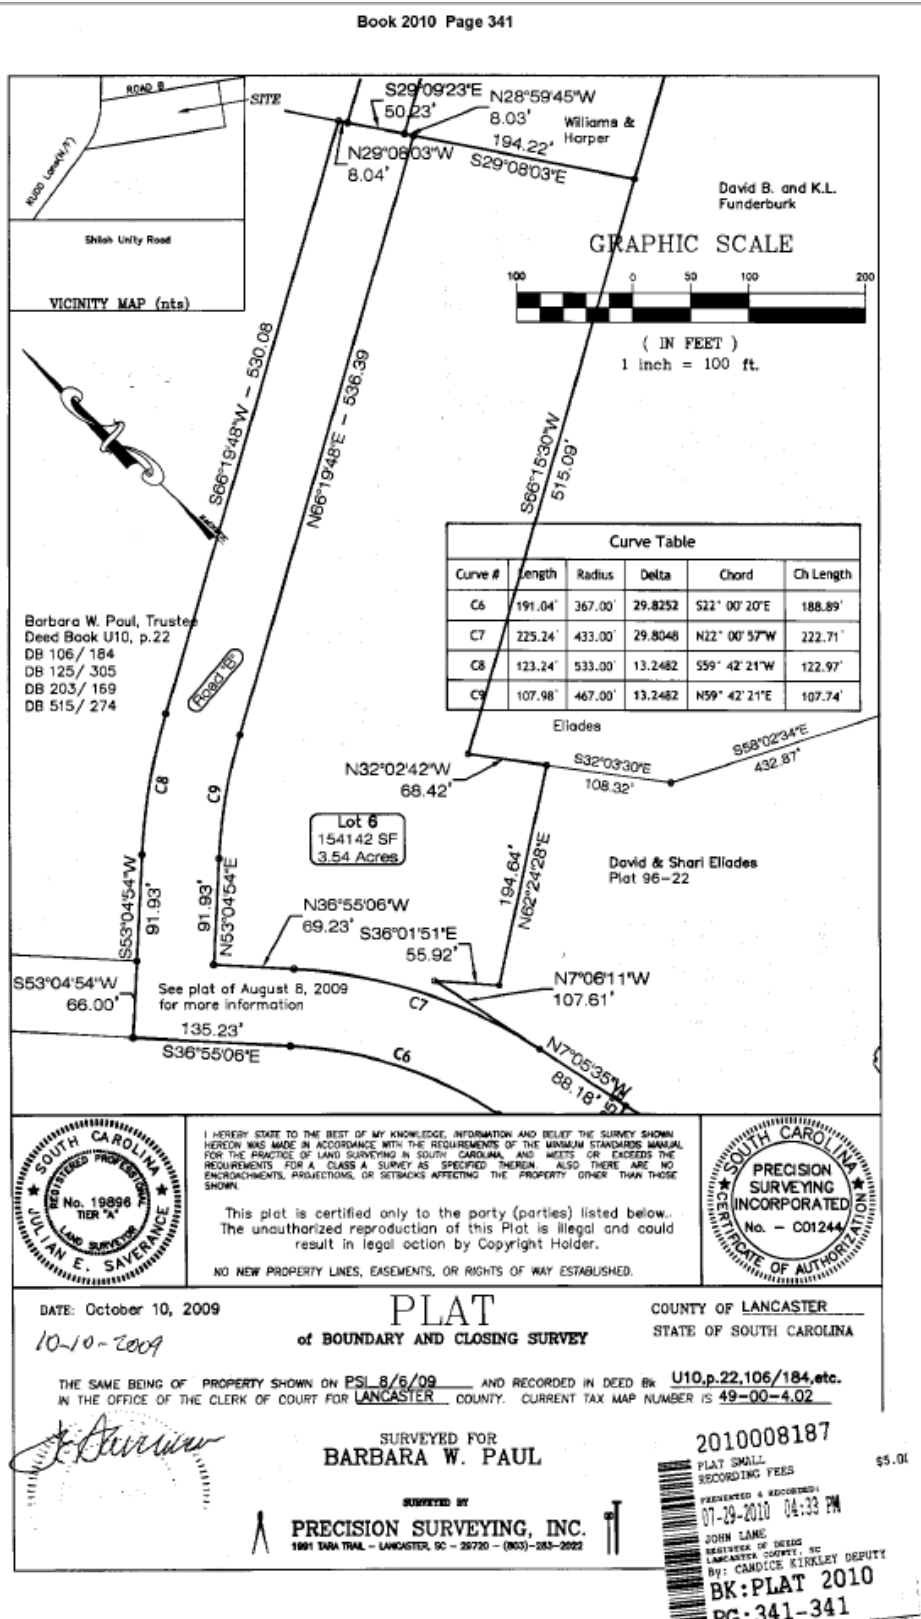 Book 2010 Page 341
ROAD B
SITE
KUDD Lane(N/F)
Shiloh Unity Road
VICINITY MAP (nts)
S29°09'23"E
50.23'
N28°59'45"W
8.03'
Williams &
Harper
N29°08'03"W
8.04'
194.22'
S29°08'03"E
David B. and K.L.
Funderburk
GRAPHIC SCALE
100 0 50 100 200
( IN FEET )
1 inch = 100 ft.
S66°19'48"W - 530.08
N66°19'48"E - 536.39
S66°15'30"W
515.09'
Curve Table
Curve # Length Radius Delta Chord Ch Length
C6 191.04' 367.00' 29.8252 S22° 00' 20"E 188.89'
C7 225.24' 433.00' 29.8048 N22° 00' 57"W 222.71'
C8 123.24' 533.00' 13.2482 S59° 42' 21"W 122.97'
C9 107.98' 467.00' 13.2482 N59° 42' 21"E 107.74'
Barbara W. Paul, Trustee
Deed Book U10, p.22
DB 106/ 184
DB 125/ 305
DB 203/ 169
DB 515/ 274
Road "B"
Eliades
N32°02'42"W
68.42'
S32°03'30"E
108.32'
S58°02'34"E
432.87'
C8
C9
Lot 6
154142 SF
3.54 Acres
194.64'
N62°24'28"E
David & Shari Eliades
Plat 96-22
S53°04'54"W
91.93'
91.93'
N53°04'54"E
N36°55'06"W
69.23'
S36°01'51"E
55.92'
N7°06'11"W
107.61'
S53°04'54"W
66.00'
See plat of August 8, 2009
for more information
C7
135.23'
S36°55'06"E
C6
N7°05'35"W
88.18'
SOUTH CAROLINA
REGISTERED PROFESSIONAL
No. 19896
TIER "A"
LAND SURVEYOR
JULIAN E. SAVERANCE
I HEREBY STATE TO THE BEST OF MY KNOWLEDGE, INFORMATION AND BELIEF THE SURVEY SHOWN
HEREON WAS MADE IN ACCORDANCE WITH THE REQUIREMENTS OF THE MINIMUM STANDARDS MANUAL
FOR THE PRACTICE OF LAND SURVEYING IN SOUTH CAROLINA, AND MEETS OR EXCEEDS THE
REQUIREMENTS FOR A CLASS A SURVEY AS SPECIFIED THEREIN. ALSO THERE ARE NO
ENCROACHMENTS, PROJECTIONS, OR SETBACKS AFFECTING THE PROPERTY OTHER THAN THOSE
SHOWN.
This plat is certified only to the party (parties) listed below..
The unauthorized reproduction of this Plat is illegal and could
result in legal action by Copyright Holder.
NO NEW PROPERTY LINES, EASEMENTS, OR RIGHTS OF WAY ESTABLISHED.
SOUTH CAROLINA
PRECISION
SURVEYING
INCORPORATED
No. - CO1244
CERTIFICATE OF AUTHORIZATION
DATE: October 10, 2009
10-10-2009
PLAT
of BOUNDARY AND CLOSING SURVEY
COUNTY OF LANCASTER
STATE OF SOUTH CAROLINA
THE SAME BEING OF PROPERTY SHOWN ON PSI 8/6/09 AND RECORDED IN DEED Bk U10,p.22,106/184,etc.
IN THE OFFICE OF THE CLERK OF COURT FOR LANCASTER COUNTY. CURRENT TAX MAP NUMBER IS 49-00-4.02
SURVEYED FOR
BARBARA W. PAUL
SURVEYED BY
PRECISION SURVEYING, INC.
1991 TARA TRAIL - LANCASTER, SC - 29720 - (803)-283-2022
2010008187
PLAT SMALL
RECORDING FEES $5.00
PRESENTED & RECORDED:
07-29-2010 04:33 PM
JOHN LANE
REGISTER OF DEEDS
LANCASTER COUNTY, SC
By: CANDICE KIRKLEY DEPUTY
BK:PLAT 2010
PG:341-341